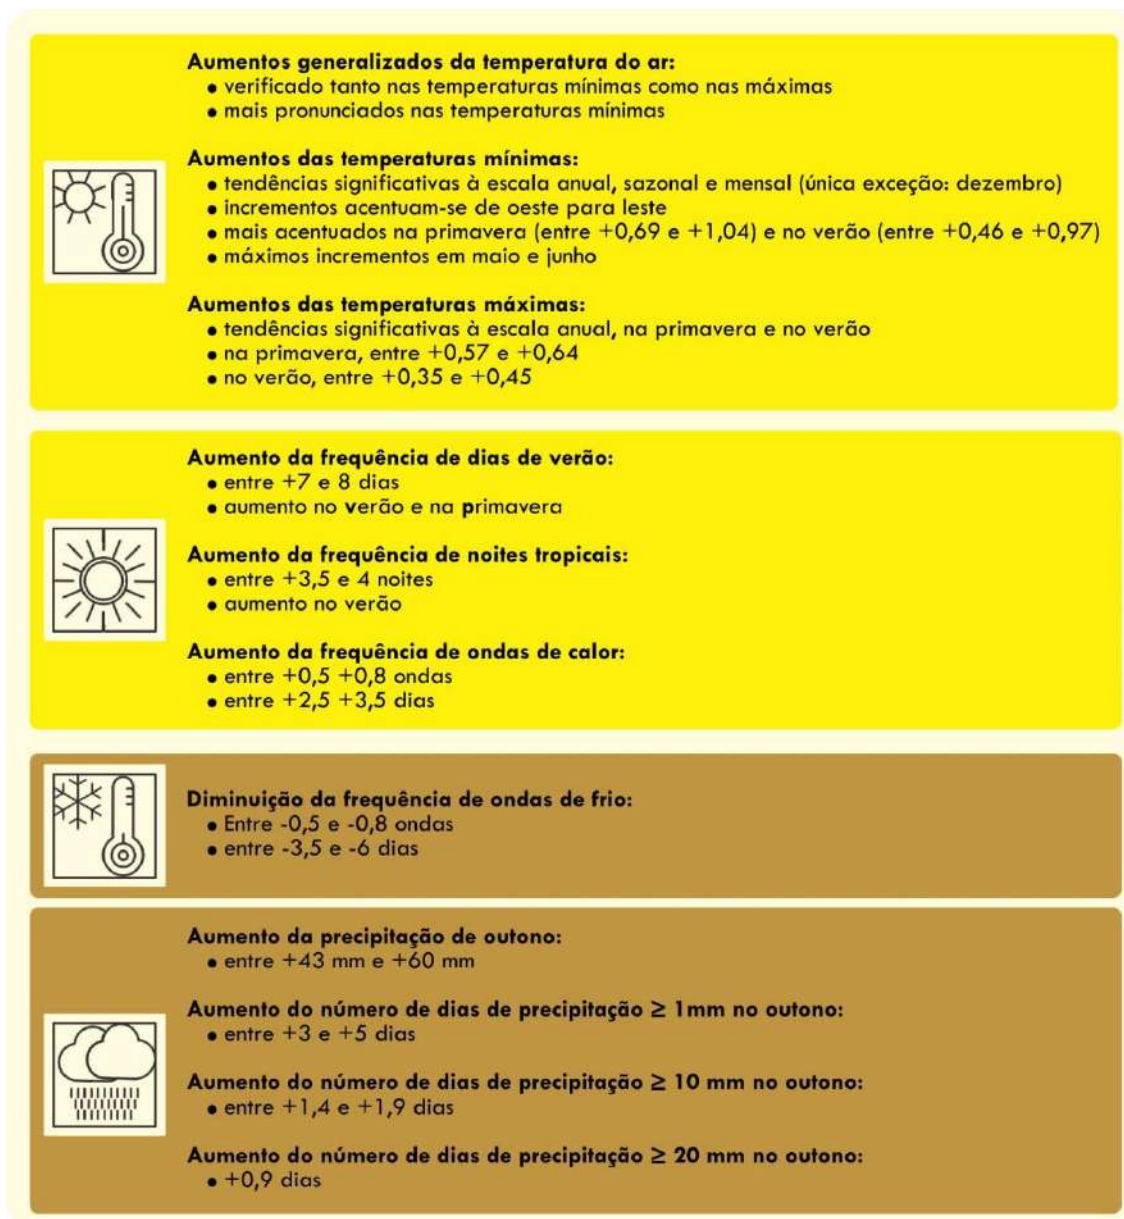 Aumentos generalizados da temperatura do ar:
• verificado tanto nas temperaturas mínimas como nas máximas
• mais pronunciados nas temperaturas mínimas
Aumentos das temperaturas mínimas:
• tendências significativas à escala anual, sazonal e mensal (única exceção: dezembro)
• incrementos acentuam-se de oeste para leste
• mais acentuados na primavera (entre +0,69 e +1,04) e no verão (entre +0,46 e +0,97)
• máximos incrementos em maio e junho
Aumentos das temperaturas máximas:
• tendências significativas à escala anual, na primavera e no verão
• na primavera, entre +0,57 e +0,64
• no verão, entre +0,35 e +0,45
Aumento da frequência de dias de verão:
• entre +7 e 8 dias
• aumento no verão e na primavera
Aumento da frequência de noites tropicais:
• entre +3,5 e 4 noites
• aumento no verão
Aumento da frequência de ondas de calor:
• entre +0,5 +0,8 ondas
• entre +2,5 +3,5 dias
Diminuição da frequência de ondas de frio:
• Entre -0,5 e -0,8 ondas
• entre -3,5 e -6 dias
Aumento da precipitação de outono:
• entre +43 mm e +60 mm
Aumento do número de dias de precipitação ≥ 1mm no outono:
• entre +3 e +5 dias
Aumento do número de dias de precipitação ≥ 10 mm no outono:
• entre +1,4 e +1,9 dias
Aumento do número de dias de precipitação ≥ 20 mm no outono:
• +0,9 dias